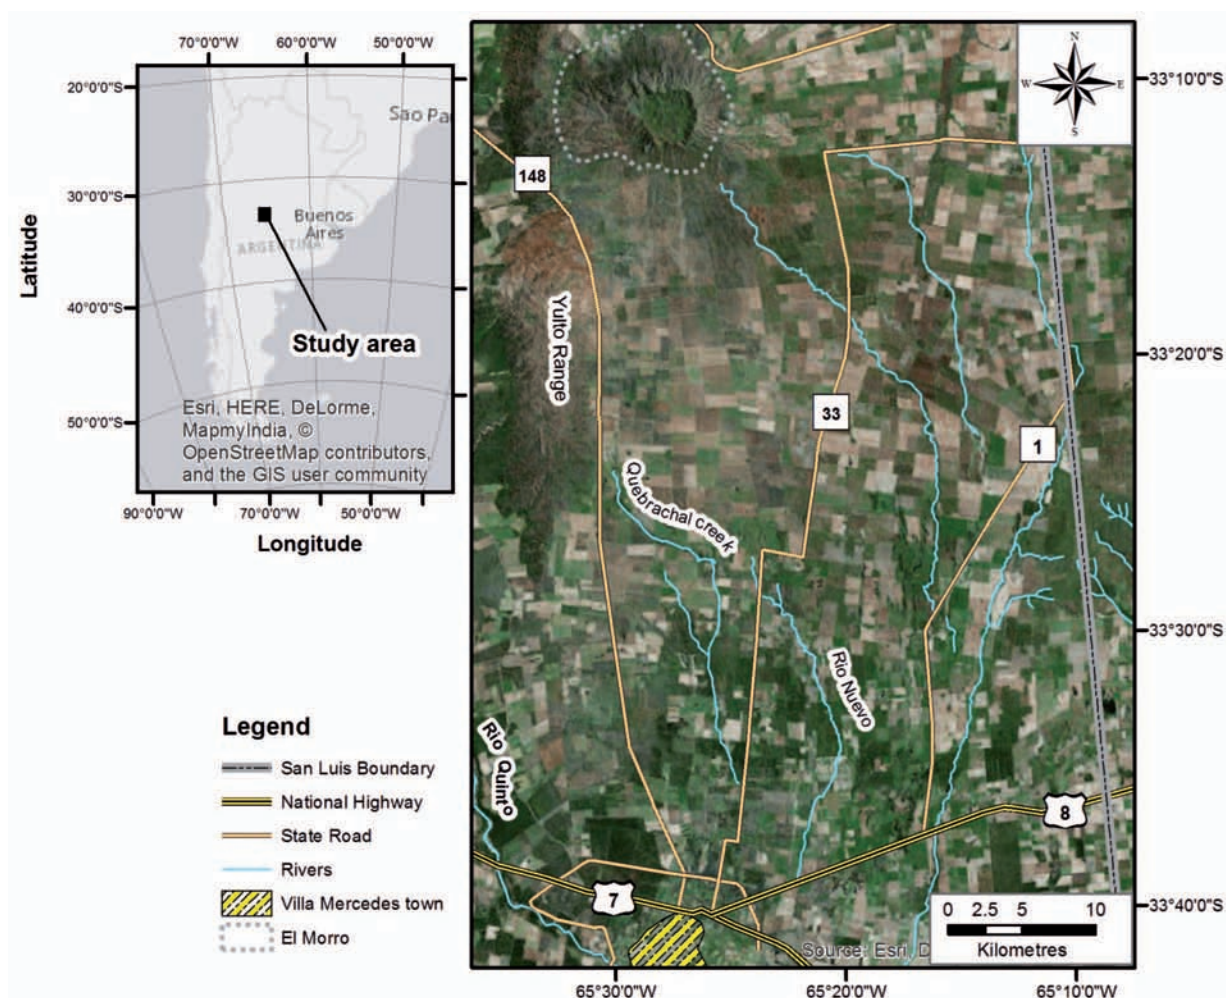 70°0'0"W 60°0'0"W 50°0'0"W
20°0'0"S
30°0'0"S
40°0'0"S
50°0'0"S
Latitude
São Pa
Buenos
Aires
ARGENTINA
Study area
Esri, HERE, DeLorme,
MapmyIndia, ©
OpenStreetMap contributors,
and the GIS user community
90°0'0"W 70°0'0"W 50°0'0"W
Longitude
Legend
San Luis Boundary
National Highway
State Road
Rivers
Villa Mercedes town
El Morro
N
W E
S
148
Yulto Range
33
1
Quebrachal creek
Rio Nuevo
Rio Quinto
8
7
0 2.5 5 10
Kilometres
Source: Esri, D
33°10'0"S
33°20'0"S
33°30'0"S
33°40'0"S
65°30'0"W 65°20'0"W 65°10'0"W